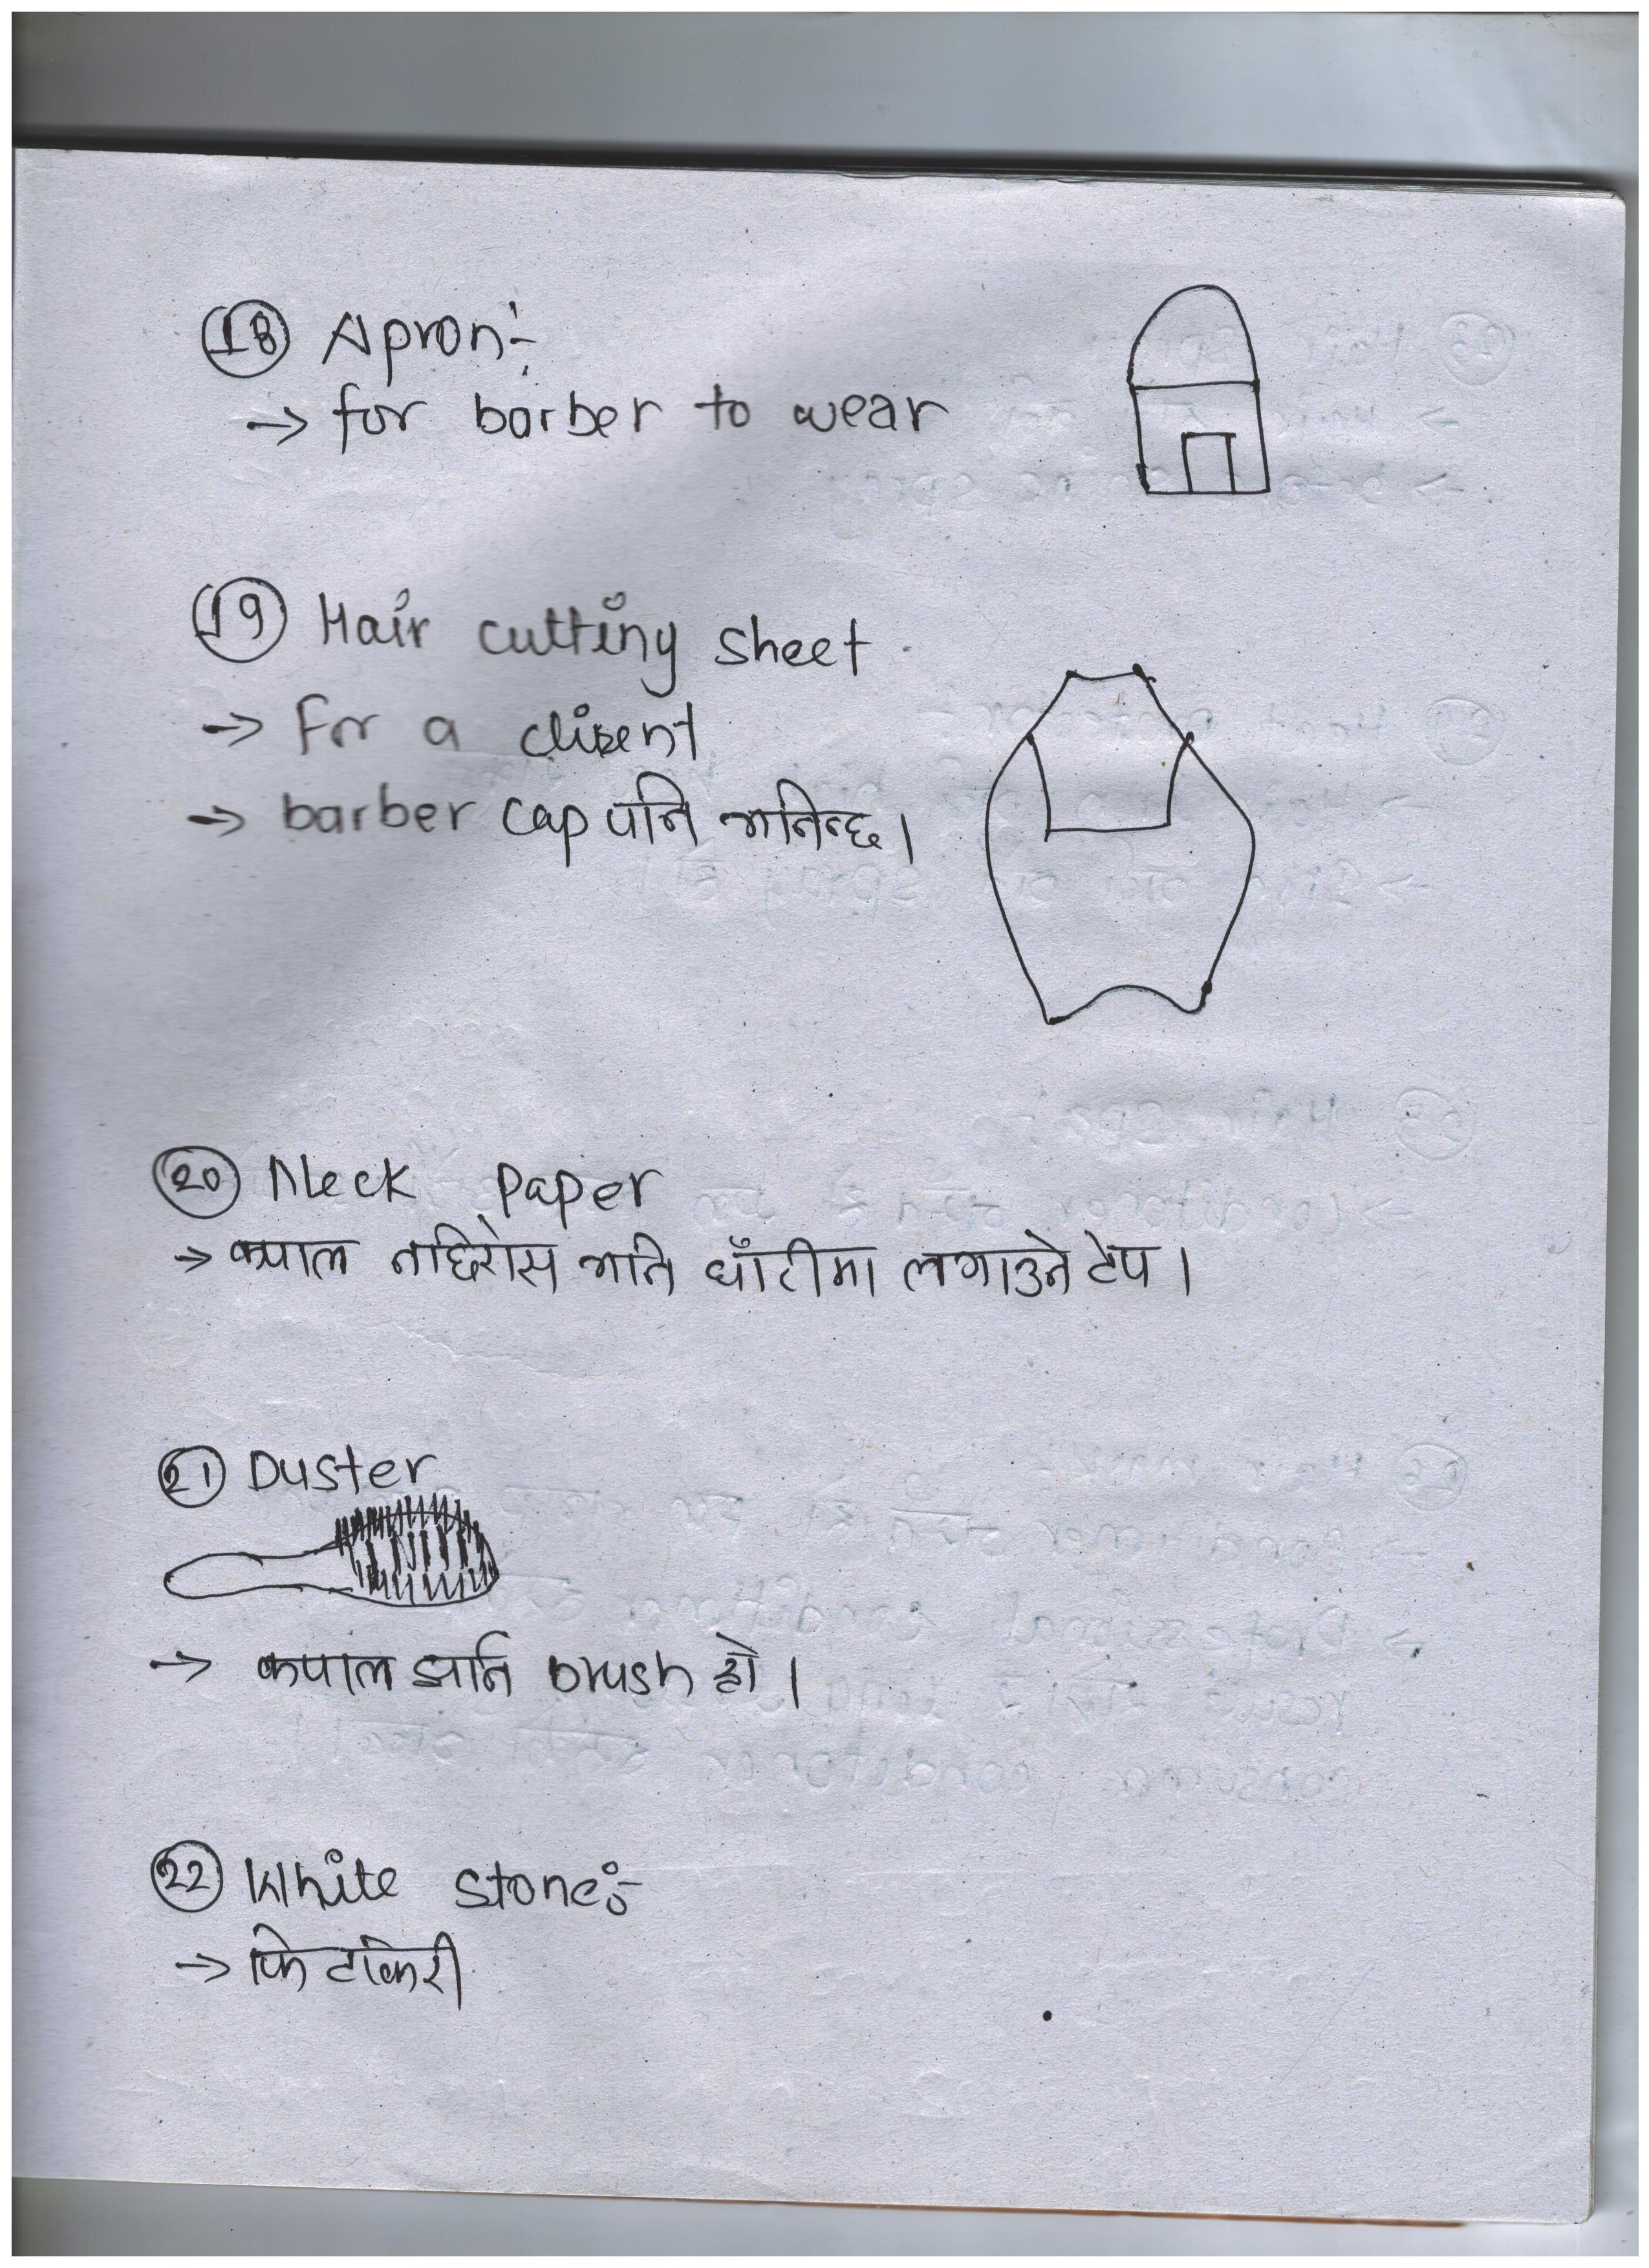 18 Apron:-
→ for barber to wear
19 Hair cutting sheet
→ For a client
→ barber cap पनि भनिन्छ।
20 Neck paper
→ कपाल नछिरोस भनि घाँटीमा लगाउने टेप।
21 Duster
→ कपाल झार्ने brush हो।
22 White stone:-
→ फिटकिरी